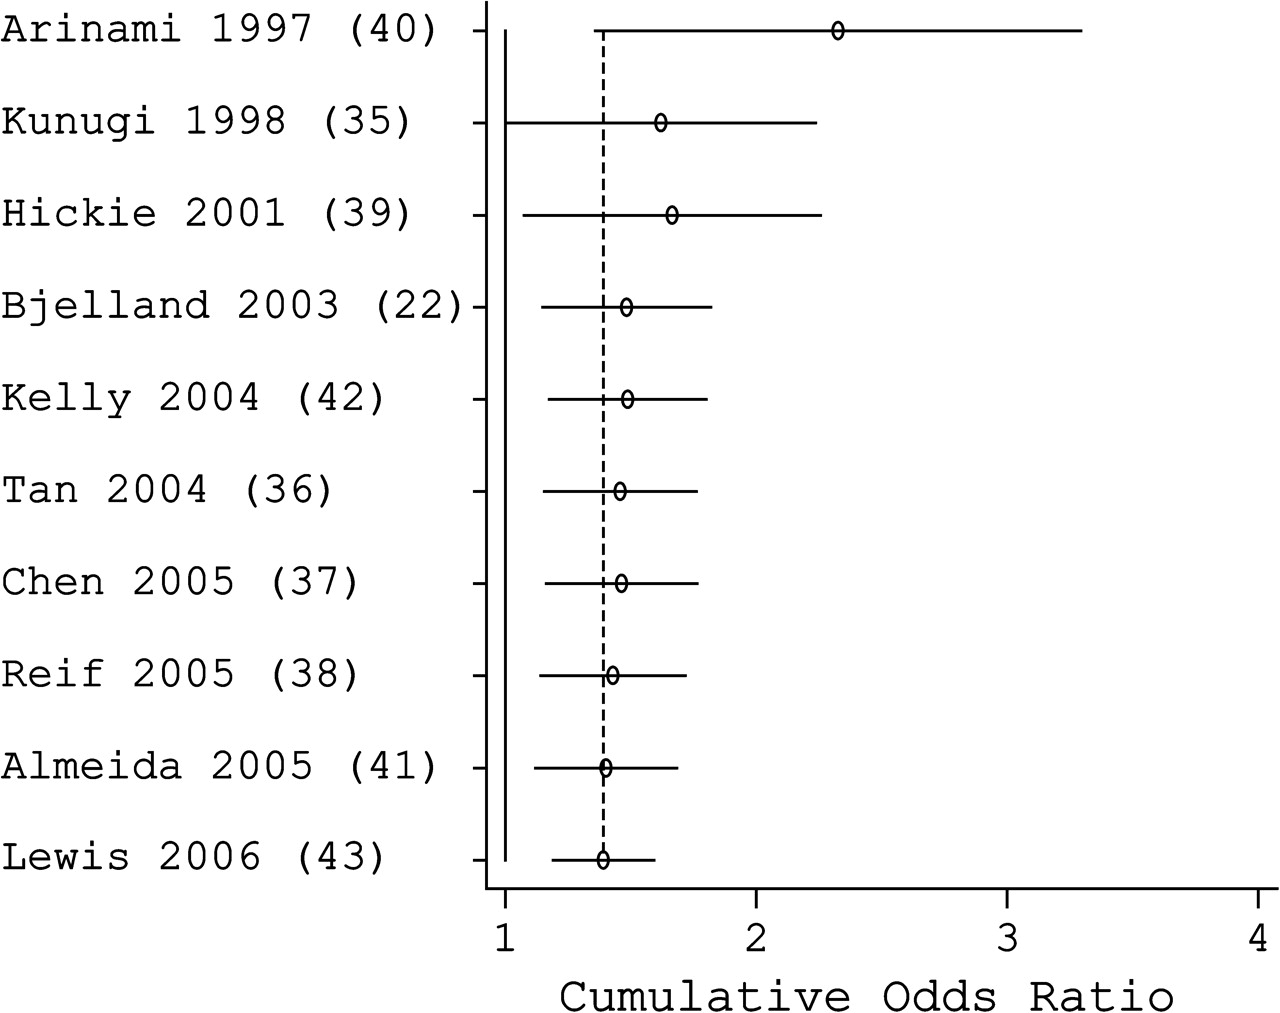 Arinami 1997 (40)
Kunugi 1998 (35)
Hickie 2001 (39)
Bjelland 2003 (22)
Kelly 2004 (42)
Tan 2004 (36)
Chen 2005 (37)
Reif 2005 (38)
Almeida 2005 (41)
Lewis 2006 (43)
1 2 3 4
Cumulative Odds Ratio